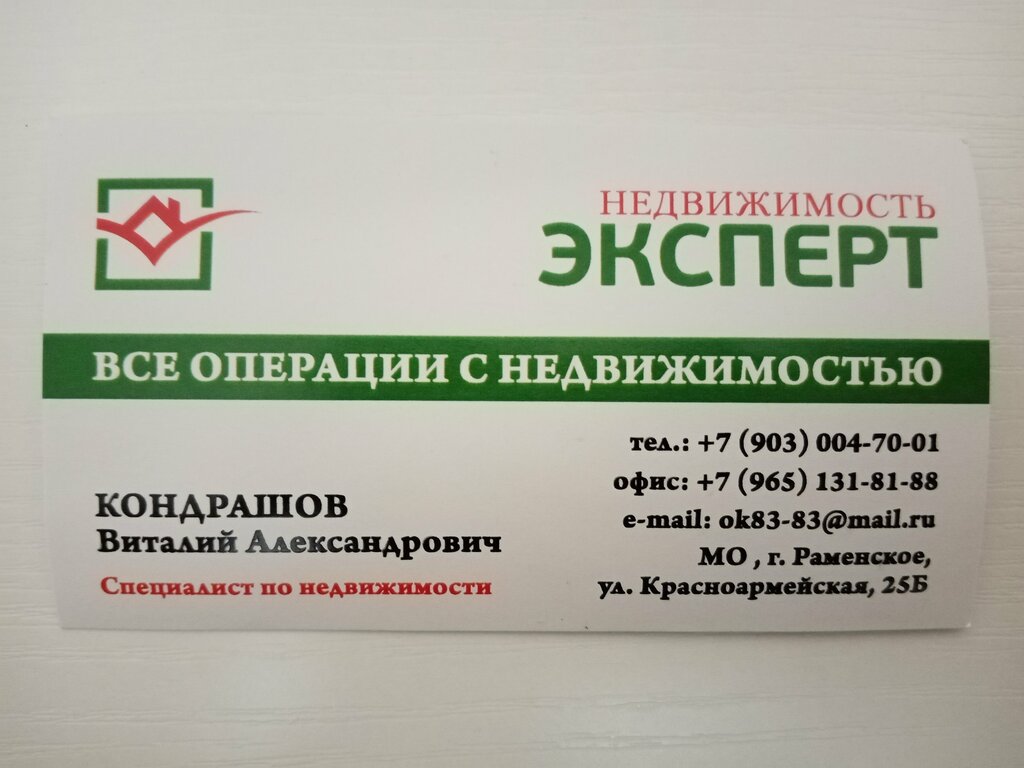 НЕДВИЖИМОСТЬ
ЭКСПЕРТ
ВСЕ ОПЕРАЦИИ С НЕДВИЖИМОСТЬЮ
КОНДРАШОВ
Виталий Александрович
Специалист по недвижимости
тел.: +7 (903) 004-70-01
офис: +7 (965) 131-81-88
e-mail: ok83-83@mail.ru
МО , г. Раменское,
ул. Красноармейская, 25Б